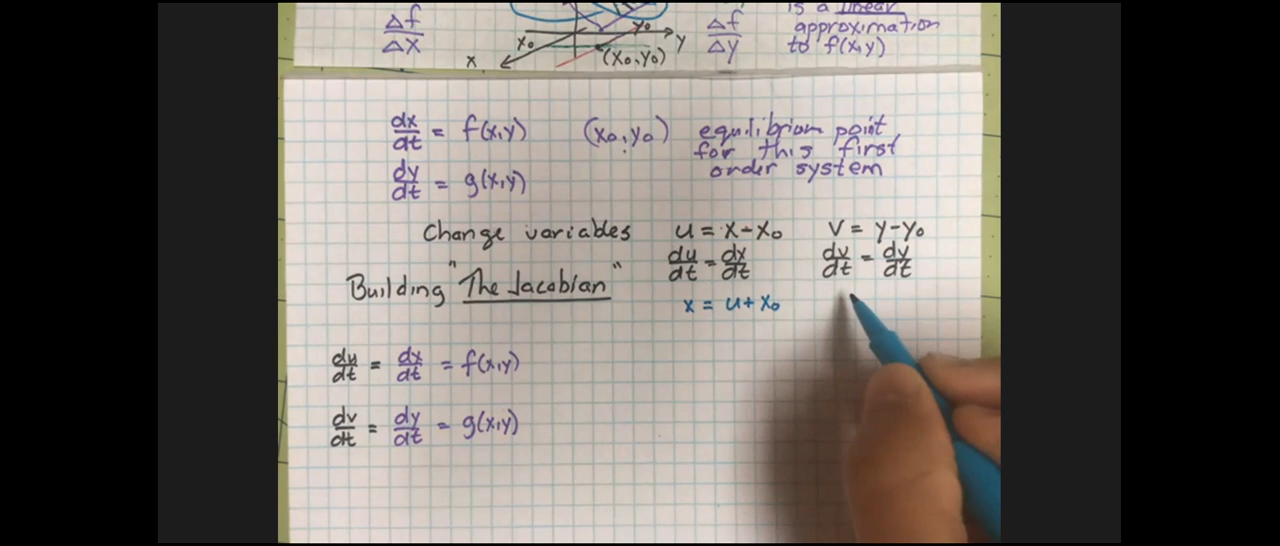 Δf/Δx
x₀
x
y₀
y
(x₀,y₀)
Δf/Δy
is a linear
approximation
to f(x,y)
dx/dt = f(x,y) (x₀,y₀) equilibrium point
for this first
order system
dy/dt = g(x,y)
Change variables u = x-x₀ v = y-y₀
du/dt = dx/dt dv/dt = dy/dt
Building "The Jacobian"
x = u+x₀
du/dt = dx/dt = f(x,y)
dv/dt = dy/dt = g(x,y)